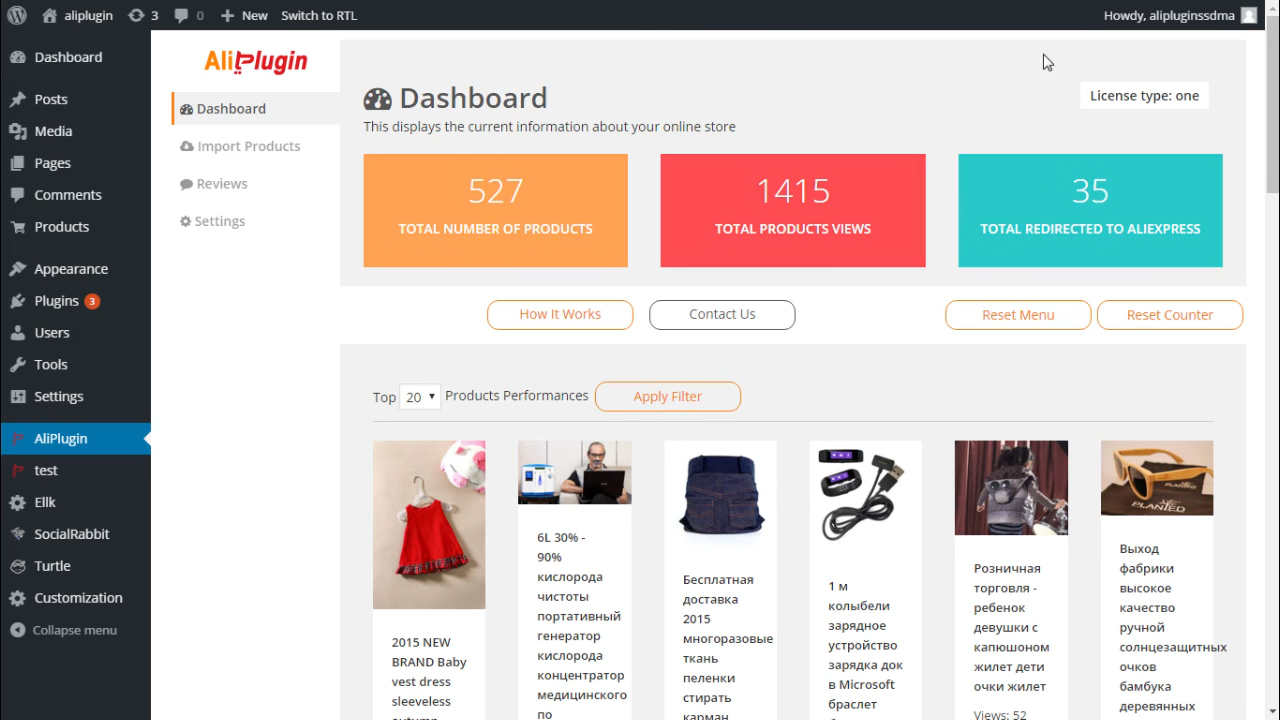 aliplugin
3
0
New
Switch to RTL
Howdy, alipluginssdma
Dashboard
Posts
Media
Pages
Comments
Products
Appearance
Plugins 3
Users
Tools
Settings
AliPlugin
test
Ellk
SocialRabbit
Turtle
Customization
Collapse menu
AliPlugin
Dashboard
Import Products
Reviews
Settings
Dashboard
This displays the current information about your online store
License type: one
527
TOTAL NUMBER OF PRODUCTS
1415
TOTAL PRODUCTS VIEWS
35
TOTAL REDIRECTED TO ALIEXPRESS
How It Works
Contact Us
Reset Menu
Reset Counter
Top 20 Products Performances
Apply Filter
2015 NEW
BRAND Baby
vest dress
sleeveless
6L 30% -
90%
кислорода
чистоты
портативный
генератор
кислорода
концентратор
медицинского
по
Бесплатная
доставка
2015
многоразовые
ткань
пеленки
стирать
карман
1 м
колыбели
зарядное
устройство
зарядка док
в Microsoft
браслет
Розничная
торговля -
ребенок
девушки с
капюшоном
жилет дети
очки жилет
Views: 52
PLANTED
Выход
фабрики
высокое
качество
ручной
солнцезащитных
очков
бамбука
деревянных